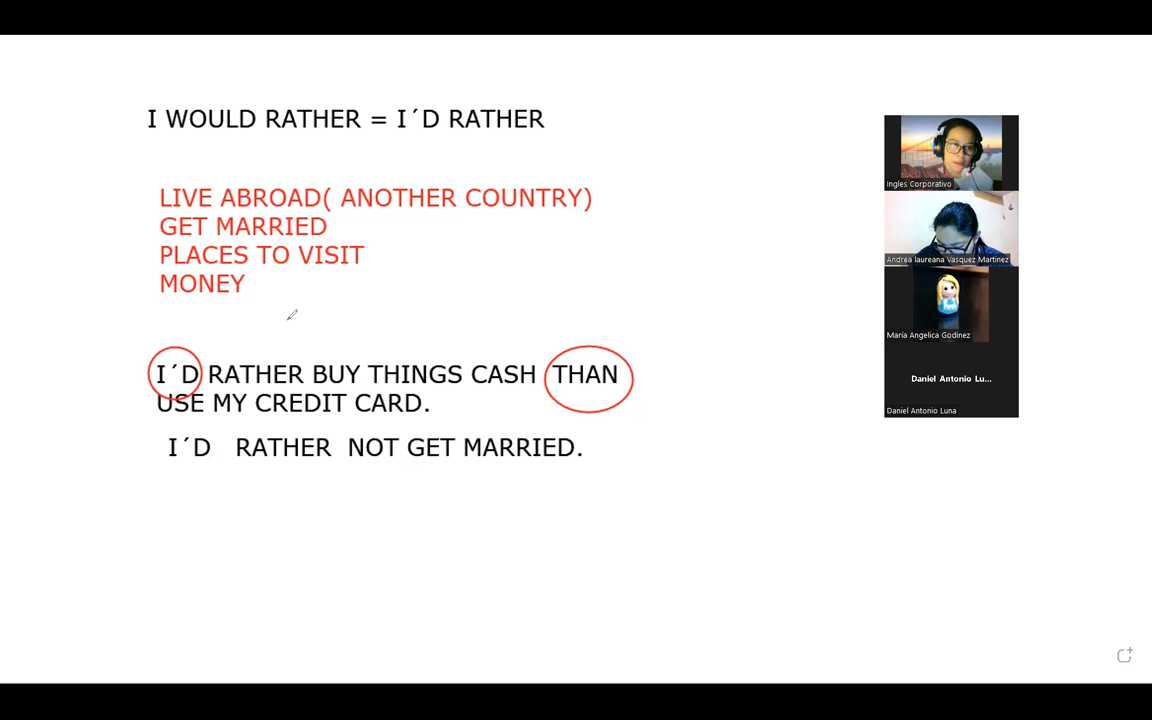 I WOULD RATHER = I´D RATHER
LIVE ABROAD( ANOTHER COUNTRY)
GET MARRIED
PLACES TO VISIT
MONEY
I´D RATHER BUY THINGS CASH THAN
USE MY CREDIT CARD.
I´D RATHER NOT GET MARRIED.
Ingles Corporativo
Andrea laureana Vasquez Martinez
María Angelica Godinez
Daniel Antonio Lu...
Daniel Antonio Luna